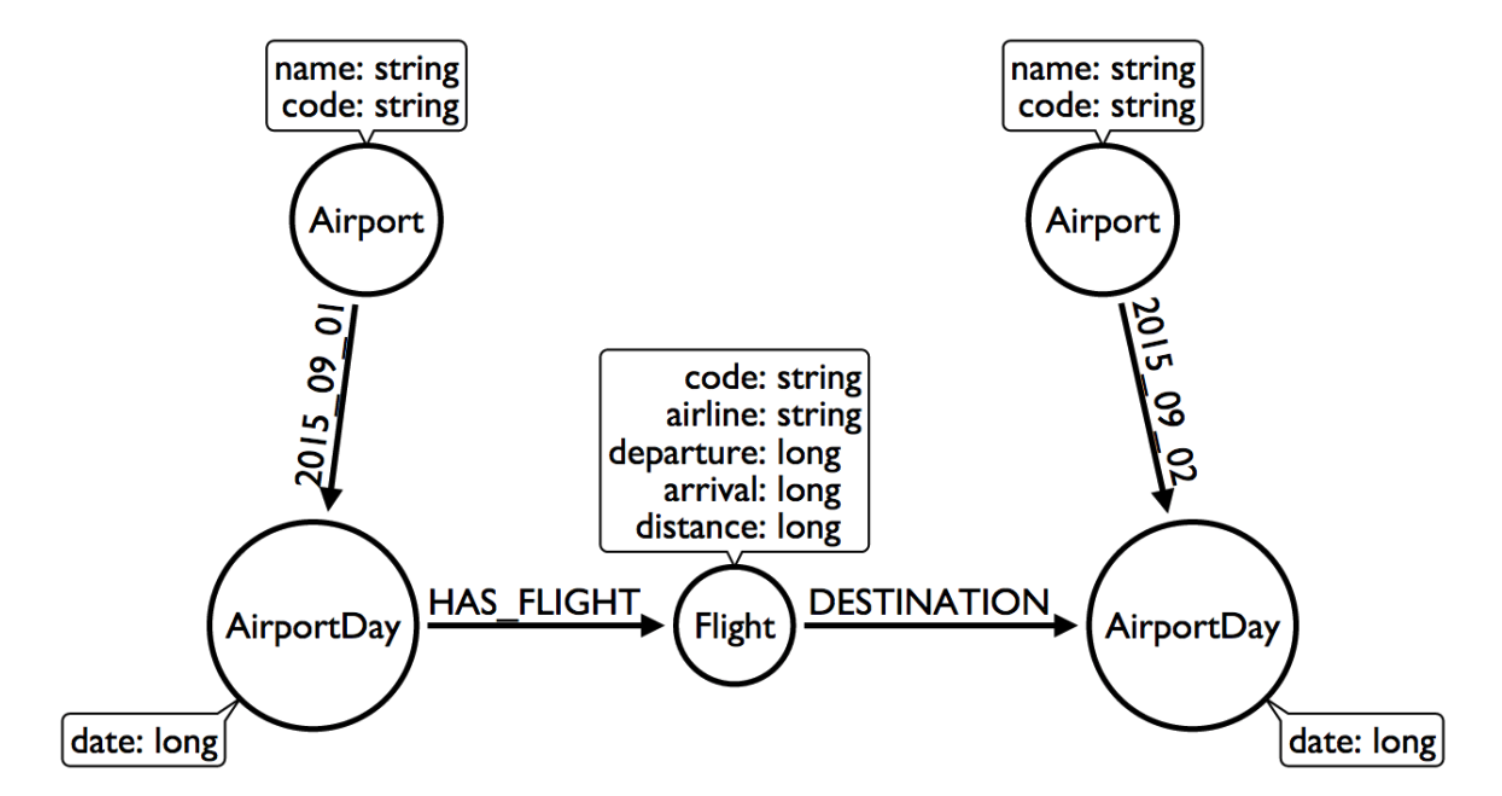 name: string
code: string
name: string
code: string
Airport
Airport
2015_09_01
2015_09_02
code: string
airline: string
departure: long
arrival: long
distance: long
AirportDay
HAS_FLIGHT
Flight
DESTINATION
AirportDay
date: long
date: long